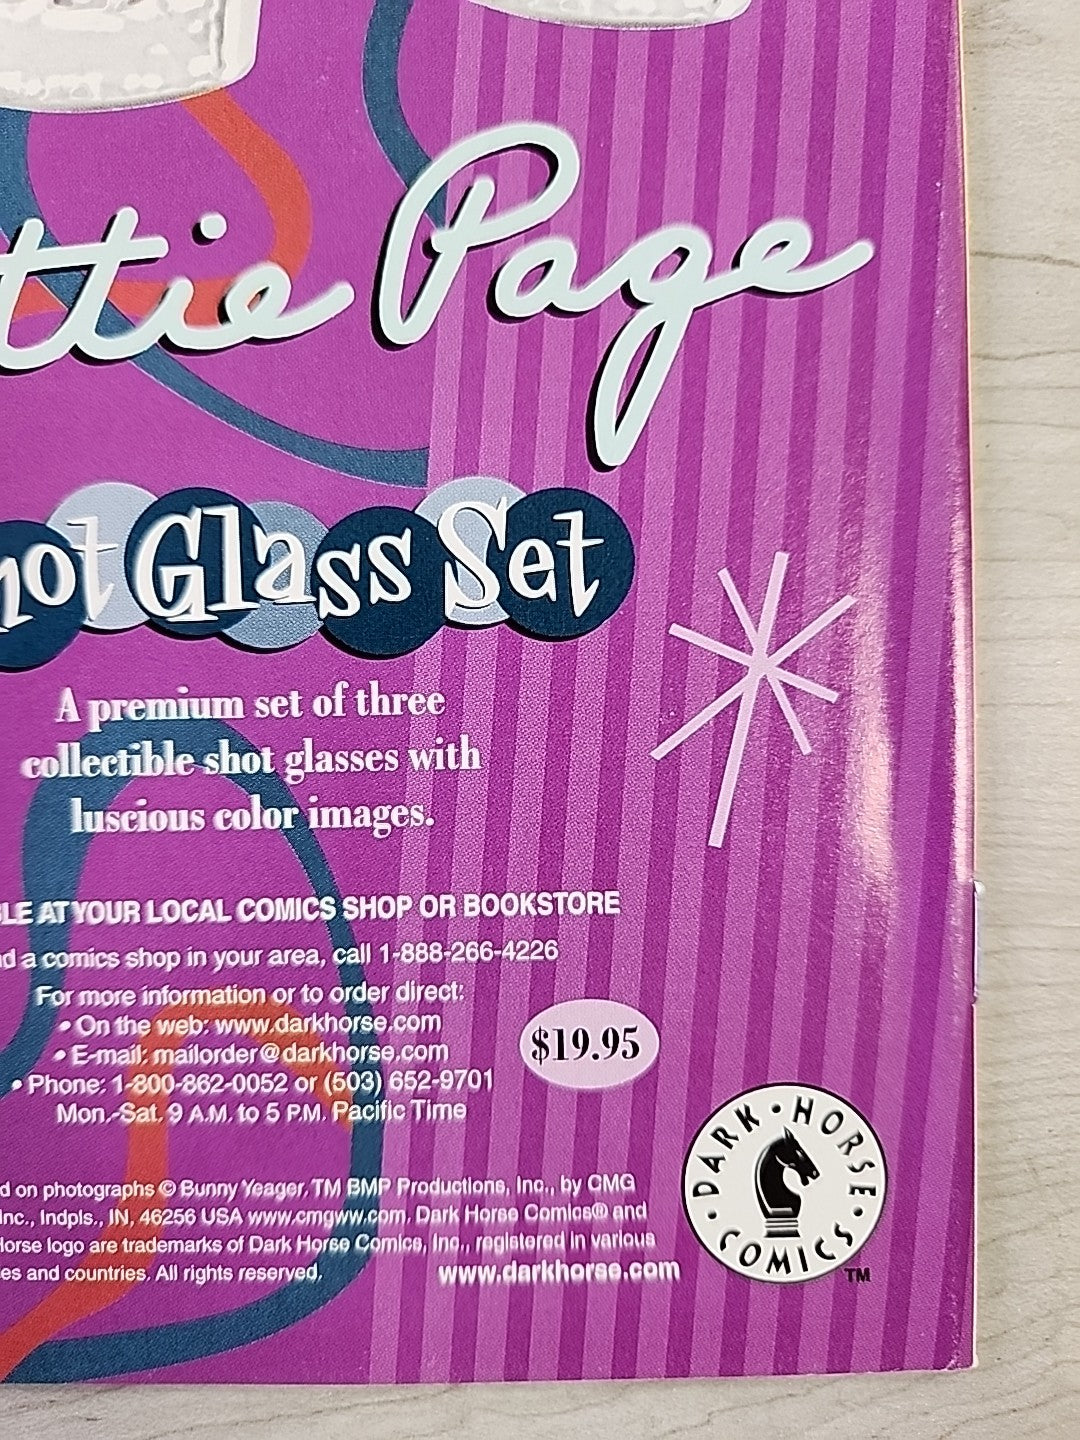 ttie Page
hot Glass Set
A premium set of three
collectible shot glasses with
luscious color images.
LE AT YOUR LOCAL COMICS SHOP OR BOOKSTORE
d a comics shop in your area, call 1-888-266-4226
For more information or to order direct:
• On the web: www.darkhorse.com
• E-mail: mailorder@darkhorse.com
• Phone: 1-800-862-0052 or (503) 652-9701
Mon.-Sat. 9 A.M. to 5 P.M. Pacific Time
$19.95
d on photographs © Bunny Yeager. TM BMP Productions, Inc., by CMG
Inc., Indpls., IN, 46256 USA www.cmgww.com. Dark Horse Comics® and
Horse logo are trademarks of Dark Horse Comics, Inc., registered in various
es and countries. All rights reserved.
www.darkhorse.com
DARK • HORSE • COMICS •
TM